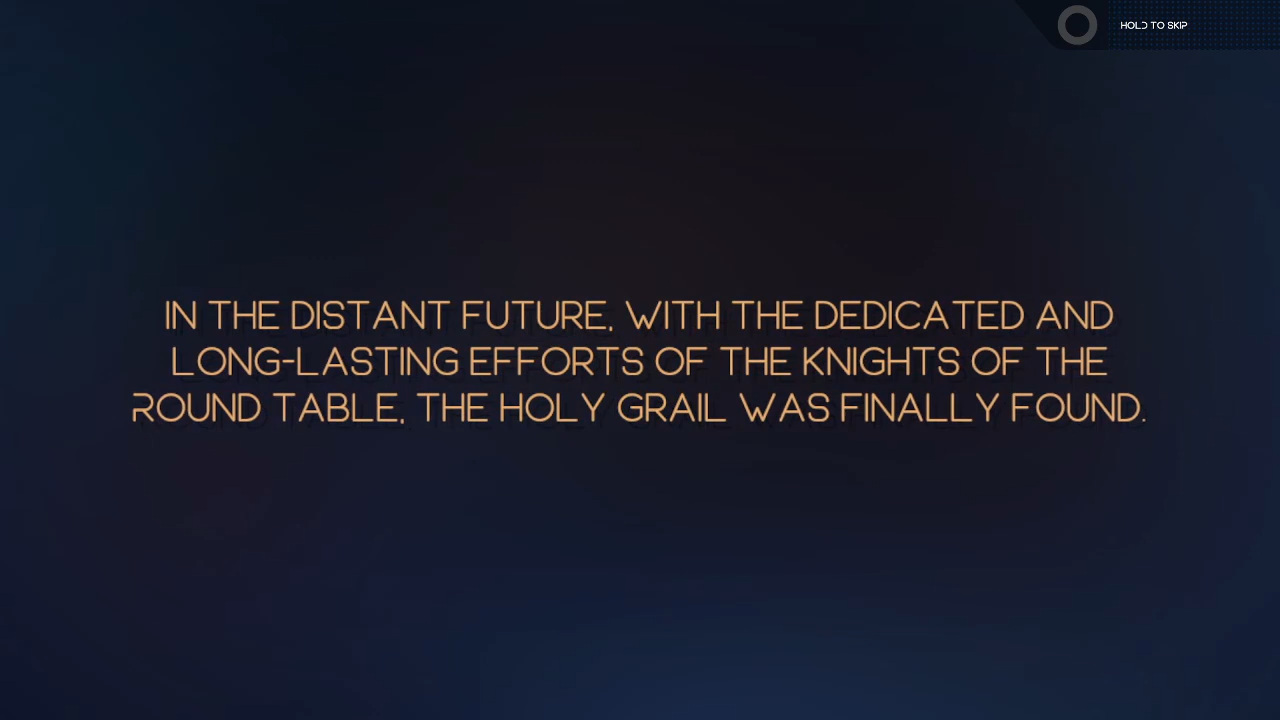 HOLD TO SKIP
IN THE DISTANT FUTURE, WITH THE DEDICATED AND
LONG-LASTING EFFORTS OF THE KNIGHTS OF THE
ROUND TABLE, THE HOLY GRAIL WAS FINALLY FOUND.